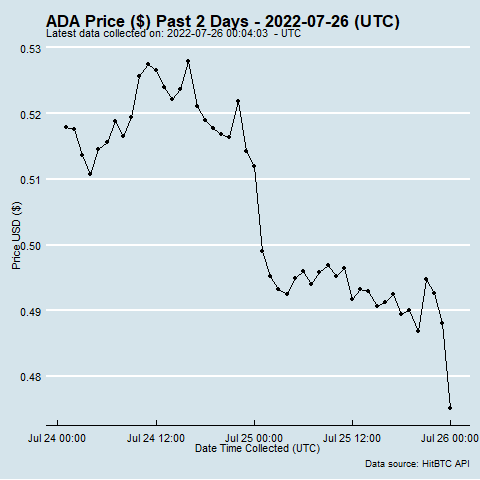 ADA Price ($) Past 2 Days - 2022-07-26 (UTC)
Latest data collected on: 2022-07-26 00:04:03 - UTC
0.53
0.52
0.51
0.50
0.49
0.48
Price USD ($)
Jul 24 00:00 Jul 24 12:00 Jul 25 00:00 Jul 25 12:00 Jul 26 00:00
Date Time Collected (UTC)
Data source: HitBTC API